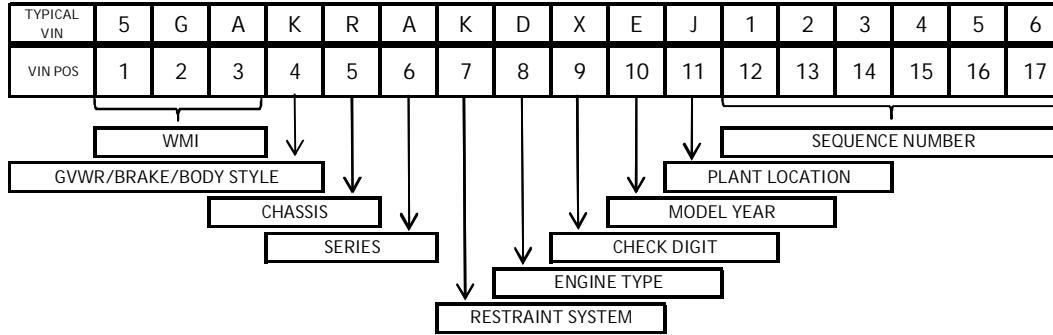 TYPICAL VIN 5 G A K R A K D X E J 1 2 3 4 5 6
VIN POS 1 2 3 4 5 6 7 8 9 10 11 12 13 14 15 16 17
WMI SEQUENCE NUMBER
GVWR/BRAKE/BODY STYLE PLANT LOCATION
CHASSIS MODEL YEAR
SERIES CHECK DIGIT
ENGINE TYPE
RESTRAINT SYSTEM